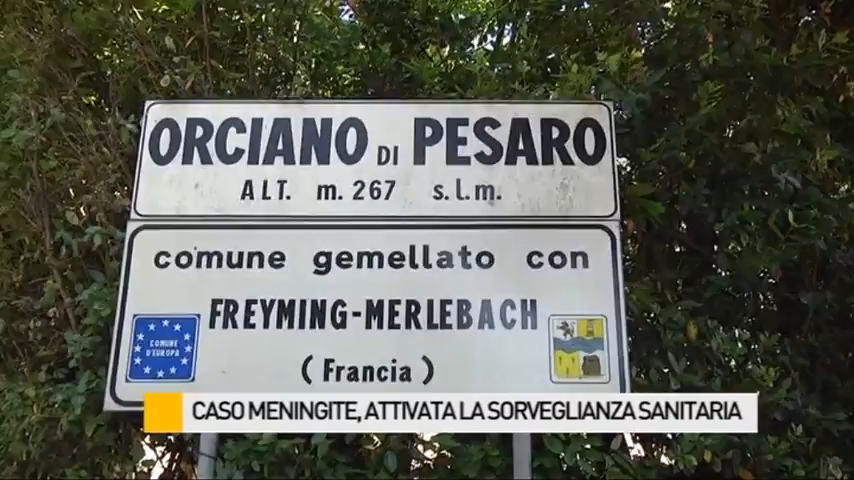 ORCIANO DI PESARO
ALT. m. 267 s.l.m.
comune gemellato con
FREYMING-MERLEBACH
COMUNE
D'EUROPA
(Francia)
CASO MENINGITE, ATTIVATA LA SORVEGLIANZA SANITARIA